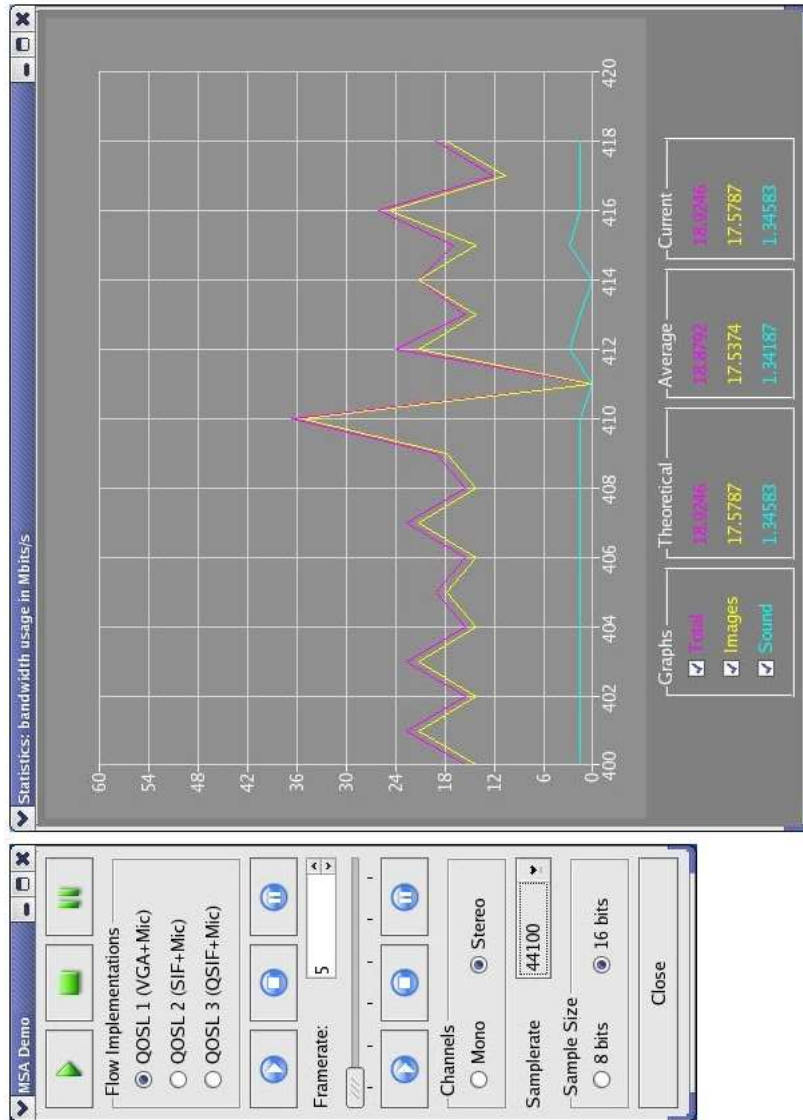 MSA Demo
Flow Implementations
QOSL 1 (VGA+Mic)
QOSL 2 (SIF+Mic)
QOSL 3 (QSIF+Mic)
Framerate:
5
Channels
Mono
Stereo
Samplerate
44100
Sample Size
8 bits
16 bits
Close
Statistics: bandwidth usage in Mbits/s
60
54
48
42
36
30
24
18
12
6
0
400
402
404
406
408
410
412
414
416
418
420
Graphs
Total
Images
Sound
Theoretical
18.9246
17.5787
1.34583
Average
18.8792
17.5374
1.34187
Current
18.9246
17.5787
1.34583